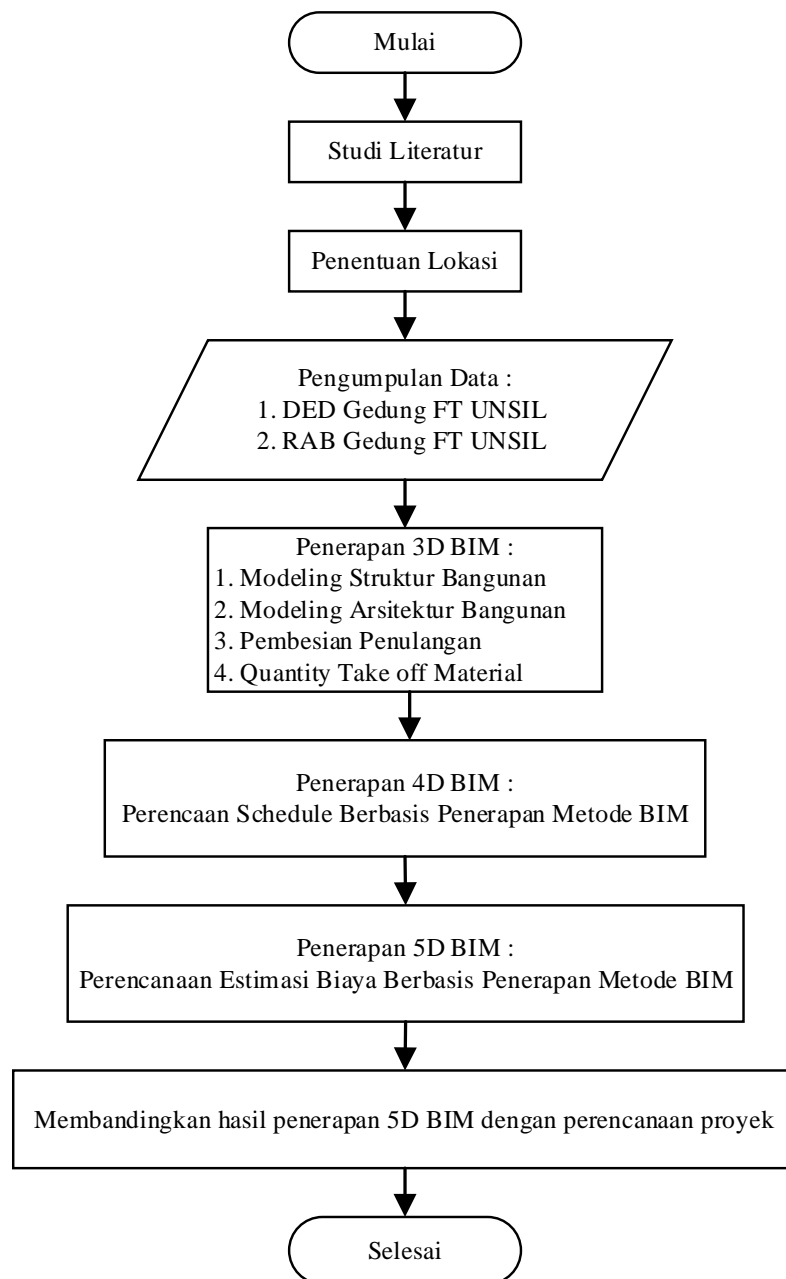 Mulai
Studi Literatur
Penentuan Lokasi
Pengumpulan Data :
1. DED Gedung FT UNSIL
2. RAB Gedung FT UNSIL
Penerapan 3D BIM :
1. Modeling Struktur Bangunan
2. Modeling Arsitektur Bangunan
3. Pembesian Penulangan
4. Quantity Take off Material
Penerapan 4D BIM :
Perencaan Schedule Berbasis Penerapan Metode BIM
Penerapan 5D BIM :
Perencanaan Estimasi Biaya Berbasis Penerapan Metode BIM
Membandingkan hasil penerapan 5D BIM dengan perencanaan proyek
Selesai